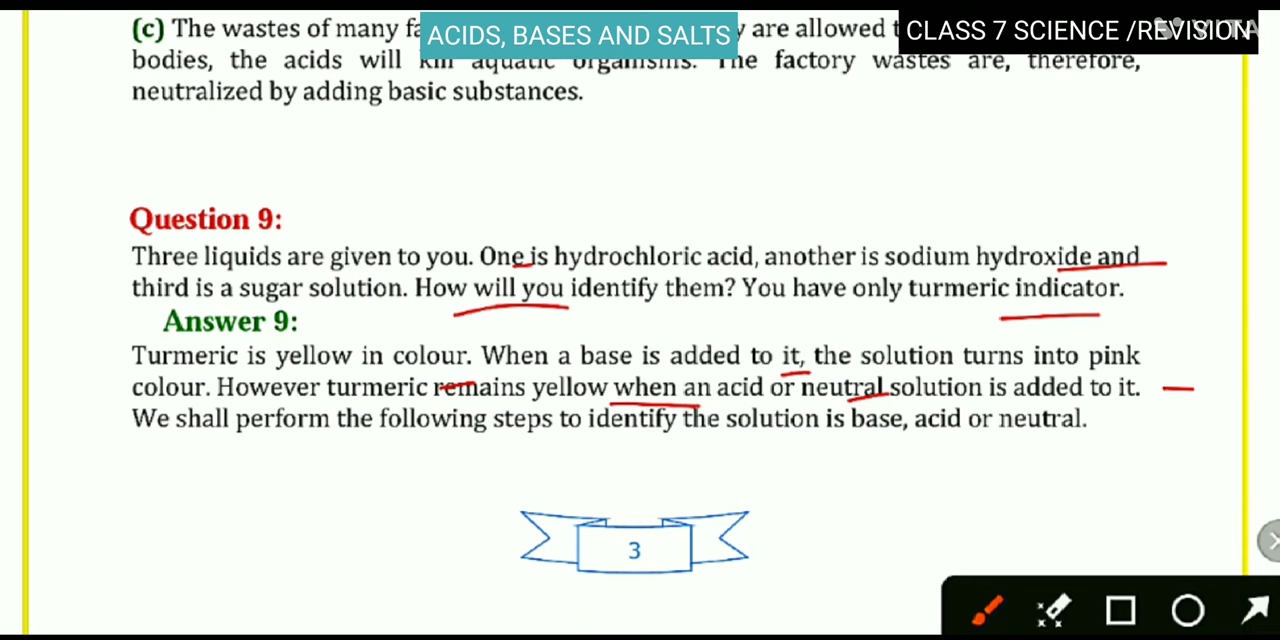 (c) The wastes of many
ACIDS, BASES AND SALTS
are allowed
CLASS 7 SCIENCE /REVISION
bodies, the acids will kill aquatic organisms. The factory wastes are, therefore,
neutralized by adding basic substances.
Question 9:
Three liquids are given to you. One is hydrochloric acid, another is sodium hydroxide and
third is a sugar solution. How will you identify them? You have only turmeric indicator.
Answer 9:
Turmeric is yellow in colour. When a base is added to it, the solution turns into pink
colour. However turmeric remains yellow when an acid or neutral solution is added to it.
We shall perform the following steps to identify the solution is base, acid or neutral.
3